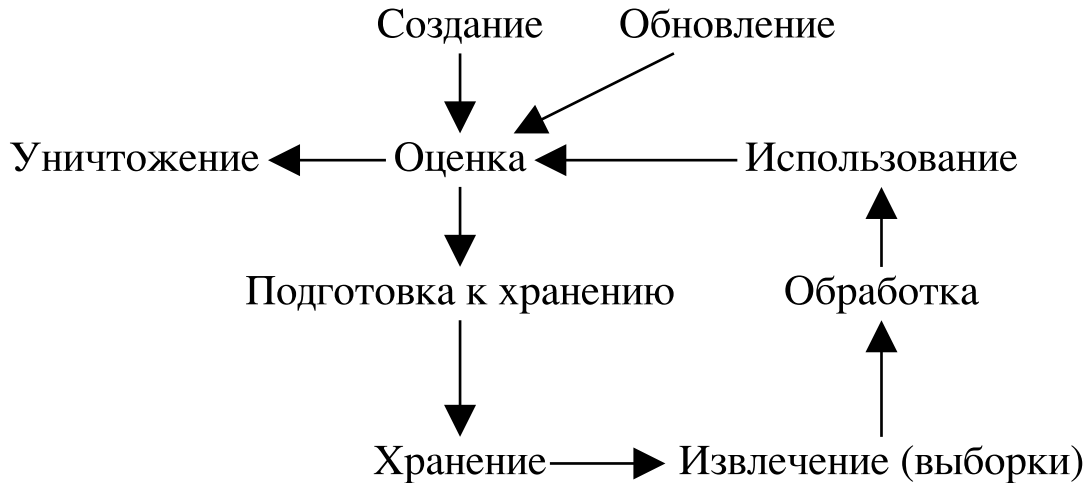 Создание
Обновление
Уничтожение
Оценка
Использование
Подготовка к хранению
Обработка
Хранение
Извлечение (выборки)